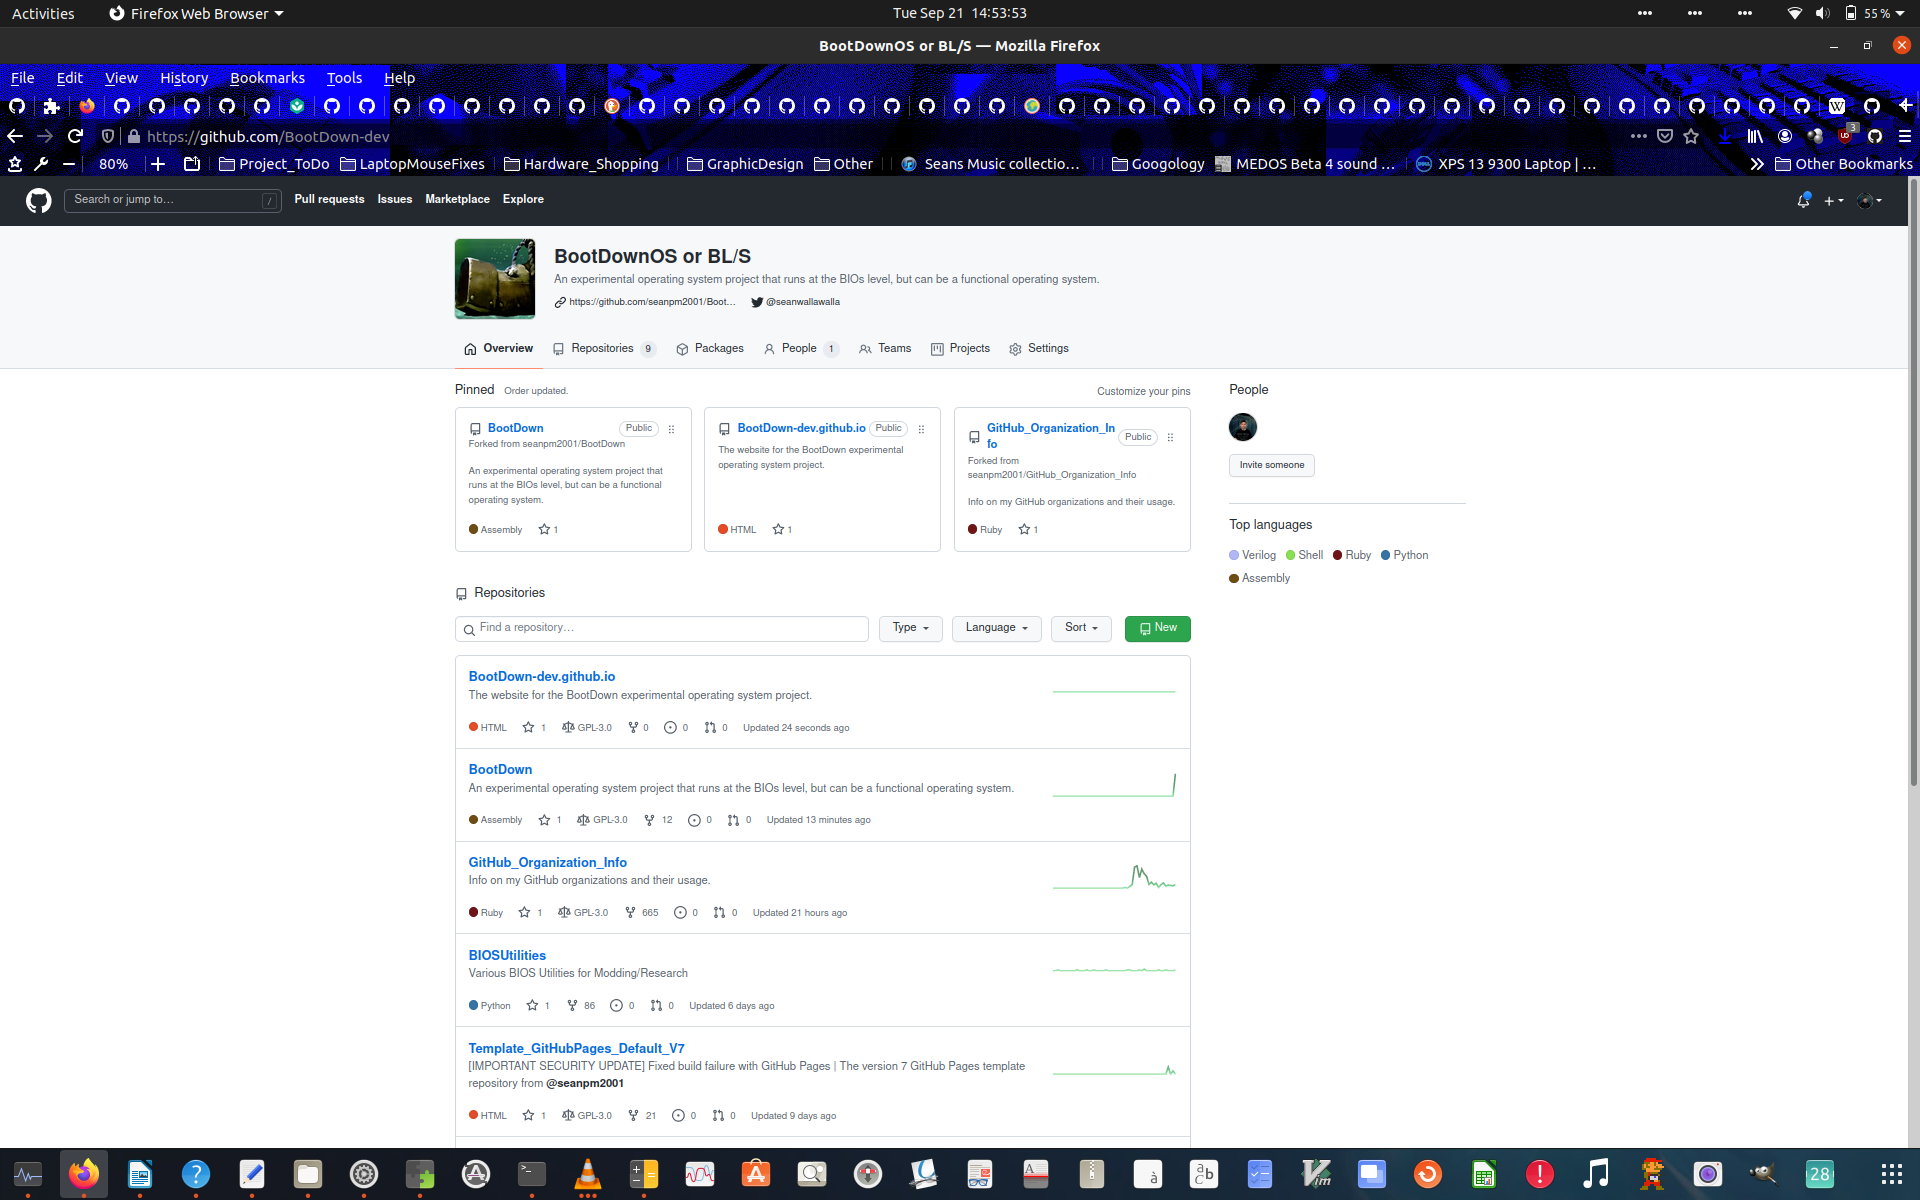 Activities Firefox Web Browser Tue Sep 21 14:53:53 55 %
BootDownOS or BL/S — Mozilla Firefox
File Edit View History Bookmarks Tools Help
https://github.com/BootDown-dev 3
80% Project_ToDo LaptopMouseFixes Hardware_Shopping GraphicDesign Other Seans Music collectio… Googology MEDOS Beta 4 sound … XPS 13 9300 Laptop | … Other Bookmarks
Search or jump to… / Pull requests Issues Marketplace Explore
BootDownOS or BL/S
An experimental operating system project that runs at the BIOs level, but can be a functional operating system.
https://github.com/seanpm2001/Boot… @seanwallawalla
Overview Repositories 9 Packages People 1 Teams Projects Settings
Pinned Order updated. Customize your pins
BootDown Public
Forked from seanpm2001/BootDown
An experimental operating system project that
runs at the BIOs level, but can be a functional
operating system.
Assembly 1
BootDown-dev.github.io Public
The website for the BootDown experimental
operating system project.
HTML 1
GitHub_Organization_In
fo
Public
Forked from
seanpm2001/GitHub_Organization_Info
Info on my GitHub organizations and their usage.
Ruby 1
People
Invite someone
Top languages
Verilog Shell Ruby Python
Assembly
Repositories
Find a repository… Type Language Sort New
BootDown-dev.github.io
The website for the BootDown experimental operating system project.
HTML 1 GPL-3.0 0 0 0 Updated 24 seconds ago
BootDown
An experimental operating system project that runs at the BIOs level, but can be a functional operating system.
Assembly 1 GPL-3.0 12 0 0 Updated 13 minutes ago
GitHub_Organization_Info
Info on my GitHub organizations and their usage.
Ruby 1 GPL-3.0 665 0 0 Updated 21 hours ago
BIOSUtilities
Various BIOS Utilities for Modding/Research
Python 1 86 0 0 Updated 6 days ago
Template_GitHubPages_Default_V7
[IMPORTANT SECURITY UPDATE] Fixed build failure with GitHub Pages | The version 7 GitHub Pages template
repository from @seanpm2001
HTML 1 GPL-3.0 21 0 0 Updated 9 days ago
28